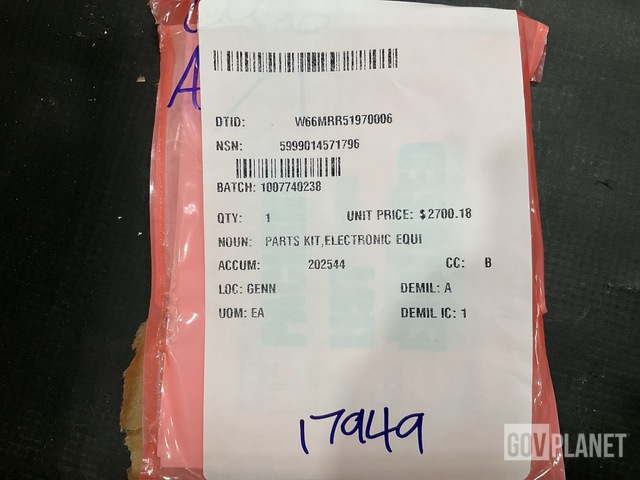 A
DTID: W66MRR51970006
NSN: 5999014571796
BATCH: 1007740238
QTY: 1 UNIT PRICE: $2700.18
NOUN: PARTS KIT,ELECTRONIC EQUI
ACCUM: 202544 CC: B
LOC: GENN DEMIL: A
UOM: EA DEMIL IC: 1
17949
GOVPLANET